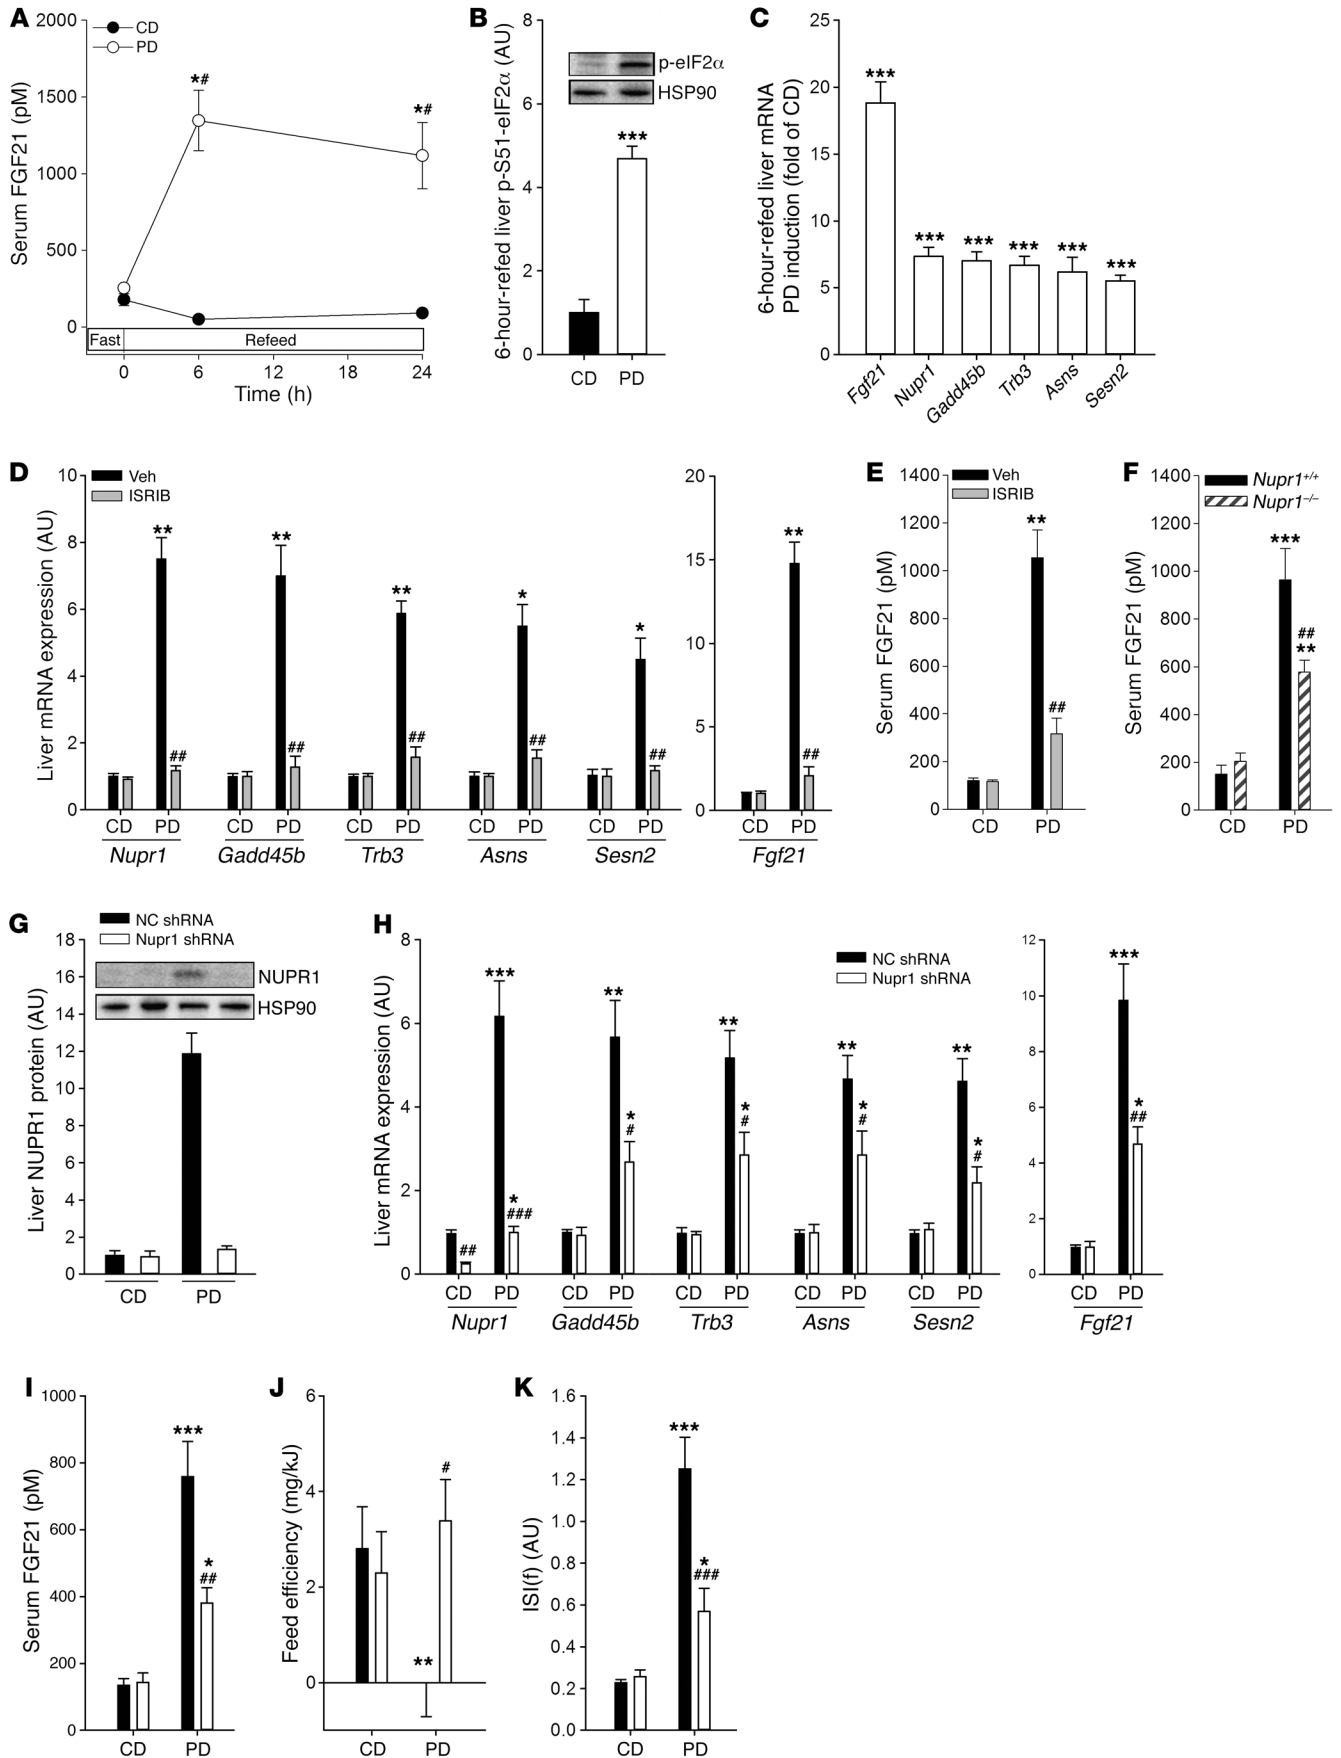 A
Serum FGF21 (pM)
2000
1500
1000
500
0
CD
PD
*#
*#
Fast
Refeed
0 6 12 18 24
Time (h)
B
6-hour-refed liver p-S51-eIF2α (AU)
8
6
4
2
0
p-eIF2α
HSP90
***
CD PD
C
6-hour-refed liver mRNA
PD induction (fold of CD)
25
20
15
10
5
0
*** *** *** *** *** ***
Fgf21 Nupr1 Gadd45b Trb3 Asns Sesn2
D
Liver mRNA expression (AU)
10
8
6
4
2
0
Veh
ISRIB
** ** ** * *
## ## ## ## ##
CD PD CD PD CD PD CD PD CD PD
Nupr1 Gadd45b Trb3 Asns Sesn2
20
15
10
5
0
**
##
CD PD
Fgf21
E
Serum FGF21 (pM)
1400
1200
1000
800
600
400
200
0
Veh
ISRIB
**
##
CD PD
F
Serum FGF21 (pM)
1400
1200
1000
800
600
400
200
0
Nupr1+/+
Nupr1–/–
***
##
**
CD PD
G
Liver NUPR1 protein (AU)
NC shRNA
Nupr1 shRNA
18
16
14
12
10
8
6
4
2
0
NUPR1
HSP90
CD PD
H
Liver mRNA expression (AU)
8
6
4
2
0
NC shRNA
Nupr1 shRNA
*** ** ** ** **
* * * * *
## ### # # # #
CD PD CD PD CD PD CD PD CD PD
Nupr1 Gadd45b Trb3 Asns Sesn2
12
10
8
6
4
2
0
***
*
##
CD PD
Fgf21
I
Serum FGF21 (pM)
1000
800
600
400
200
0
***
*
##
CD PD
J
Feed efficiency (mg/kJ)
6
4
2
0
#
**
CD PD
K
ISI(f) (AU)
1.6
1.4
1.2
1.0
0.8
0.6
0.4
0.2
0.0
***
*
###
CD PD